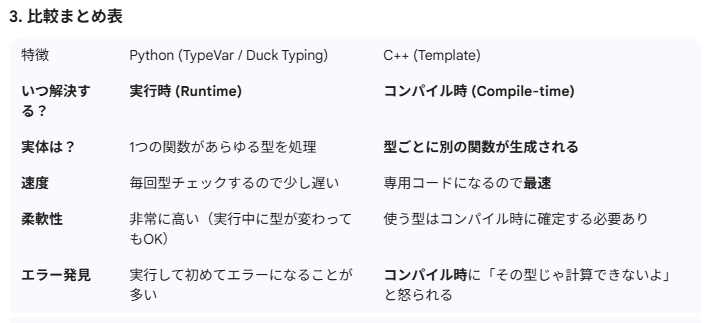 3. 比較まとめ表
特徴 Python (TypeVar / Duck Typing) C++ (Template)
いつ解決する？ 実行時 (Runtime) コンパイル時 (Compile-time)
実体は？ 1つの関数があらゆる型を処理 型ごとに別の関数が生成される
速度 毎回型チェックするので少し遅い 専用コードになるので最速
柔軟性 非常に高い（実行中に型が変わってもOK） 使う型はコンパイル時に確定する必要あり
エラー発見 実行して初めてエラーになることが多い コンパイル時に「その型じゃ計算できないよ」と怒られる